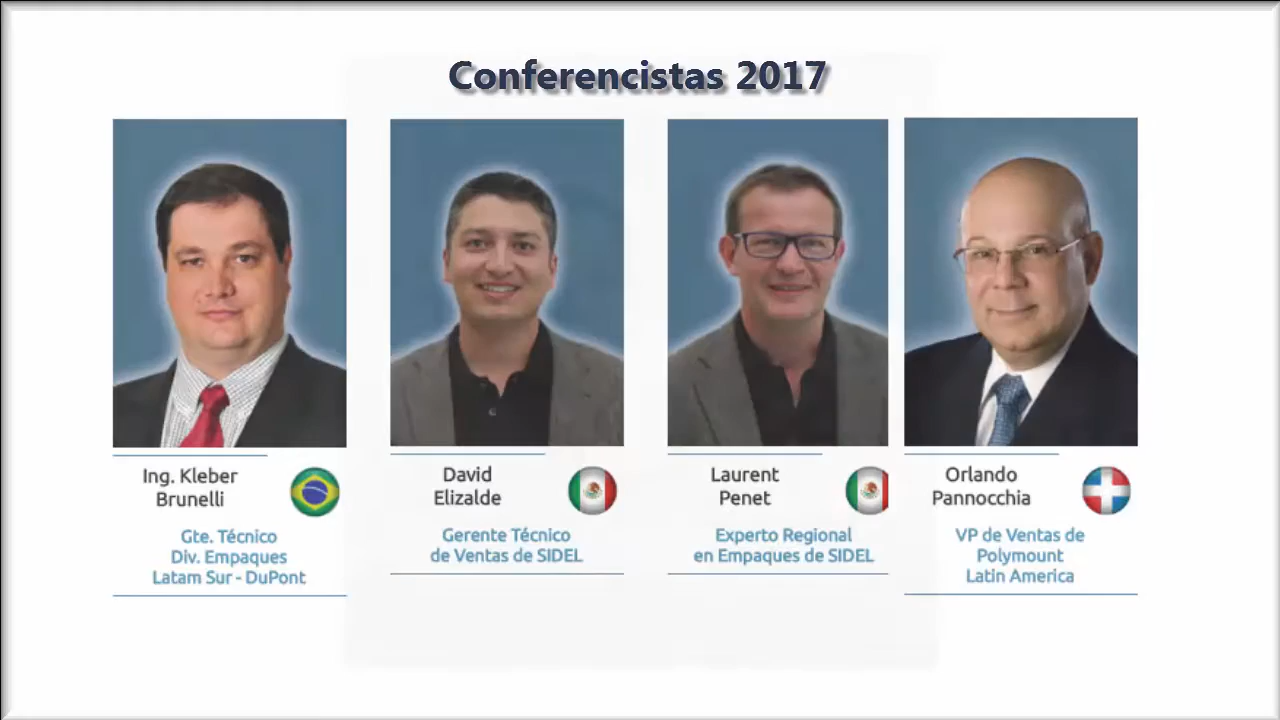 Conferencistas 2017
Ing. Kleber
Brunelli
Gte. Técnico
Div. Empaques
Latam Sur - DuPont
David
Elizalde
Gerente Técnico
de Ventas de SIDEL
Laurent
Penet
Experto Regional
en Empaques de SIDEL
Orlando
Pannocchia
VP de Ventas de
Polymount
Latin America